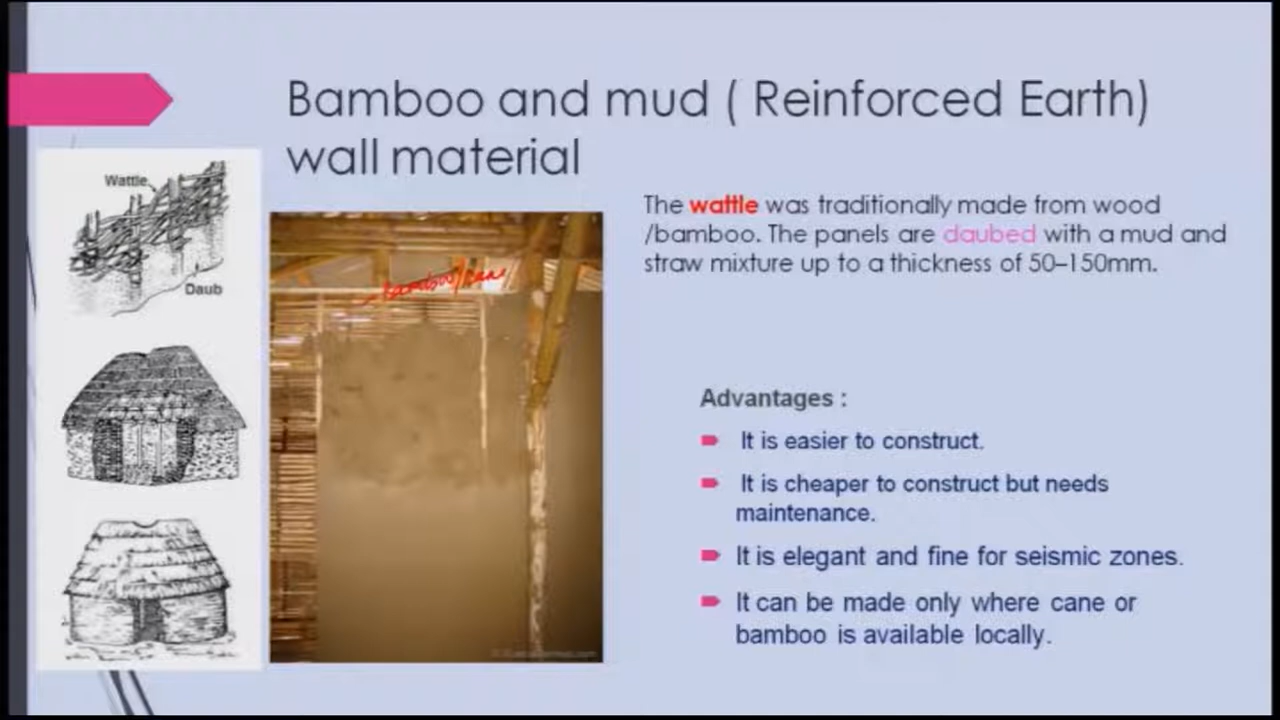 Bamboo and mud ( Reinforced Earth)
wall material
Wattle
Daub
bamboo/cane
The wattle was traditionally made from wood
/bamboo. The panels are daubed with a mud and
straw mixture up to a thickness of 50–150mm.
Advantages :
It is easier to construct.
It is cheaper to construct but needs
maintenance.
It is elegant and fine for seismic zones.
It can be made only where cane or
bamboo is available locally.